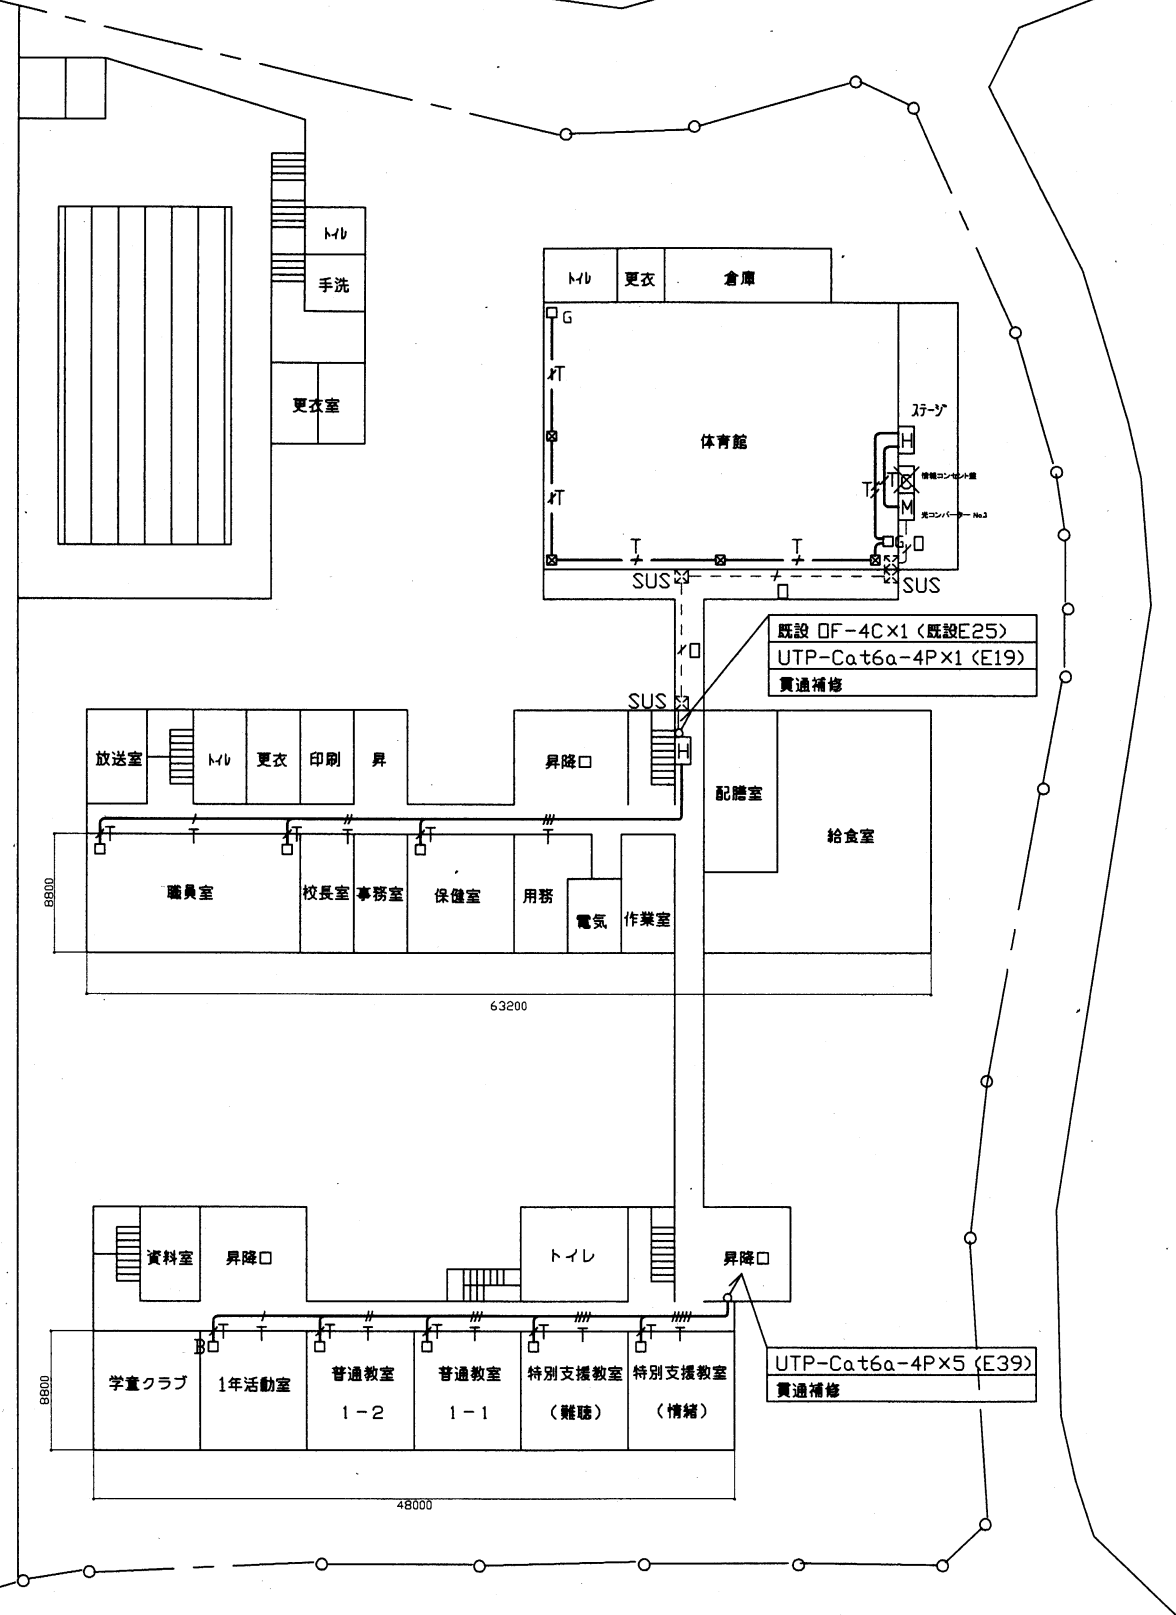 トイレ
手洗
更衣室
トイレ
更衣
倉庫
G
T
ステージ
体育館
H
T
T
情報コンセント盤
M
光コンバーター No.3
T
T
T
G
SUS
SUS
既設 OF-4C×1 (既設E25)
UTP-Cat6a-4P×1 (E19)
貫通補修
SUS
放送室
トイレ
更衣
印刷
昇
昇降口
H
配膳室
給食室
T
T
T
T
T
T
職員室
校長室
事務室
保健室
用務
電気
作業室
8800
63200
資料室
昇降口
トイレ
昇降口
T
T
T
T
T
T
T
T
T
T
B
学童クラブ
1年活動室
普通教室
1-2
普通教室
1-1
特別支援教室
(難聴)
特別支援教室
(情緒)
UTP-Cat6a-4P×5 (E39)
貫通補修
8800
48000